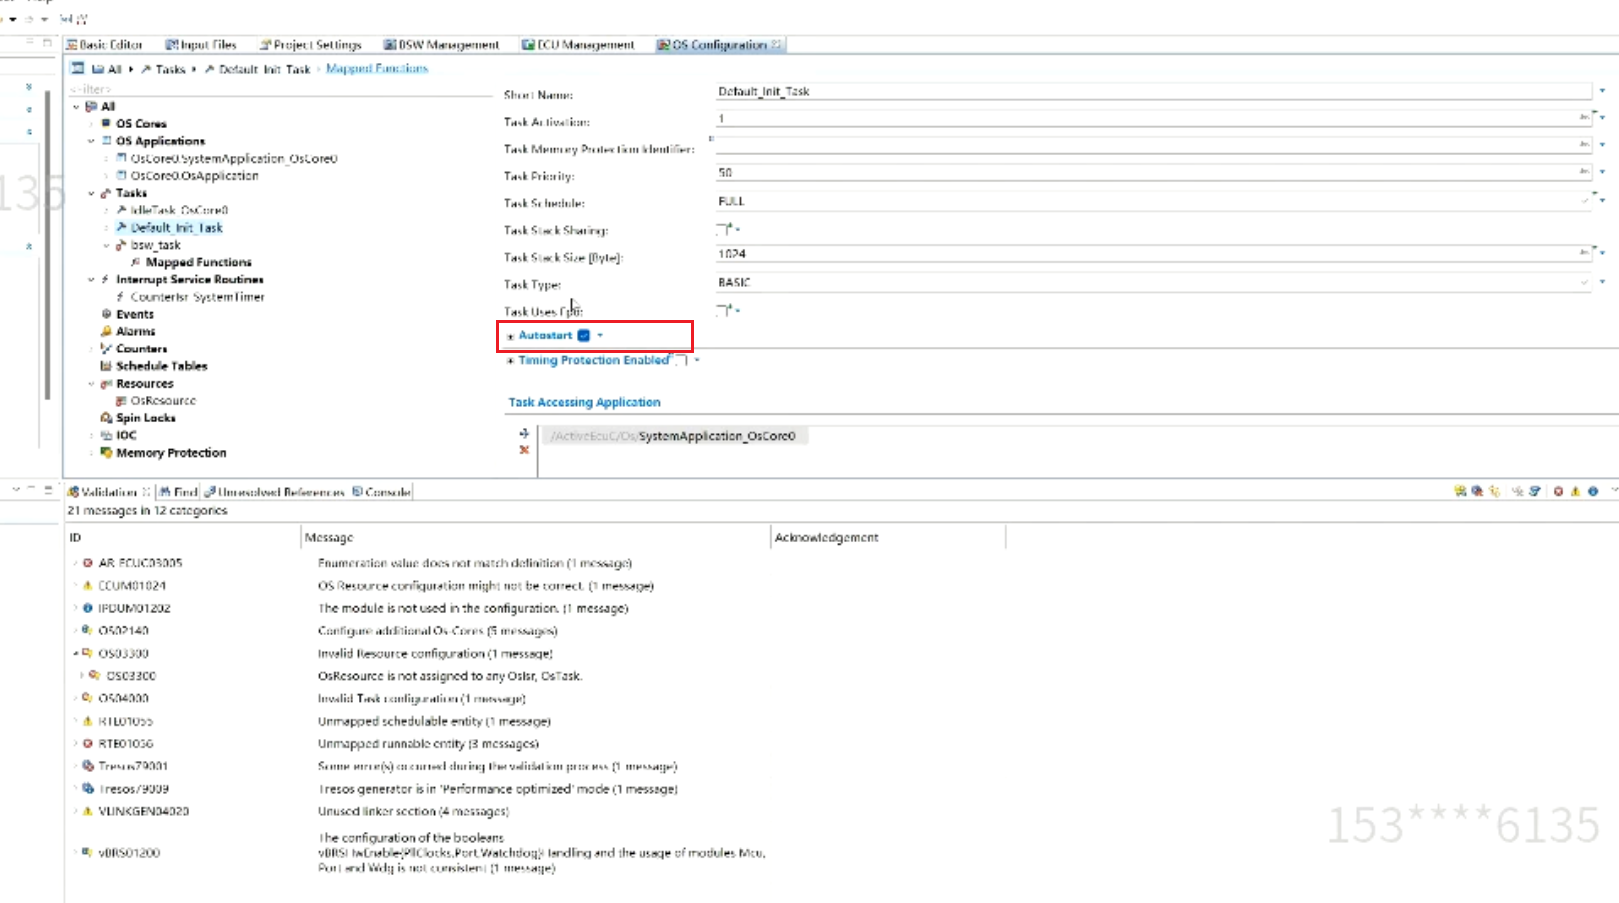 Basic Editor Input Files Project Settings BSW Management ECU Management OS Configuration
All Tasks Default_Init_Task Mapped Functions
<filter>
All
OS Cores
OS Applications
OsCore0.SystemApplication_OsCore0
OsCore0.OsApplication
Tasks
IdleTask_OsCore0
Default_Init_Task
bsw_task
Mapped Functions
Interrupt Service Routines
CounterIsr_SystemTimer
Events
Alarms
Counters
Schedule Tables
Resources
OsResource
Spin Locks
IOC
Memory Protection
Short Name: Default_Init_Task
Task Activation: 1
Task Memory Protection Identifier:
Task Priority: 50
Task Schedule: FULL
Task Stack Sharing:
Task Stack Size [Byte]: 1024
Task Type: BASIC
Task Uses Fpu:
Autostart
Timing Protection Enabled
Task Accessing Application
/ActiveEcuC/Os/SystemApplication_OsCore0
135
Validation Find Unresolved References Console
21 messages in 12 categories
ID Message Acknowledgement
AR-ECUC03005 Enumeration value does not match definition (1 message)
ECUM01024 OS Resource configuration might not be correct. (1 message)
IPDUM01202 The module is not used in the configuration. (1 message)
OS02140 Configure additional Os-Cores (5 messages)
OS03300 Invalid Resource configuration (1 message)
OS03300 OsResource is not assigned to any OsIsr, OsTask.
OS04000 Invalid Task configuration (1 message)
RTE01055 Unmapped schedulable entity (1 message)
RTE01056 Unmapped runnable entity (3 messages)
Tresos79001 Some error(s) occurred during the validation process (1 message)
Tresos79009 Tresos generator is in 'Performance optimized' mode (1 message)
VLINKGEN04020 Unused linker section (4 messages)
The configuration of the booleans
vBRS01200 vBRSHwEnable{PllClocks,Port,Watchdog}Handling and the usage of modules Mcu,
Port and Wdg is not consistent (1 message)
153****6135